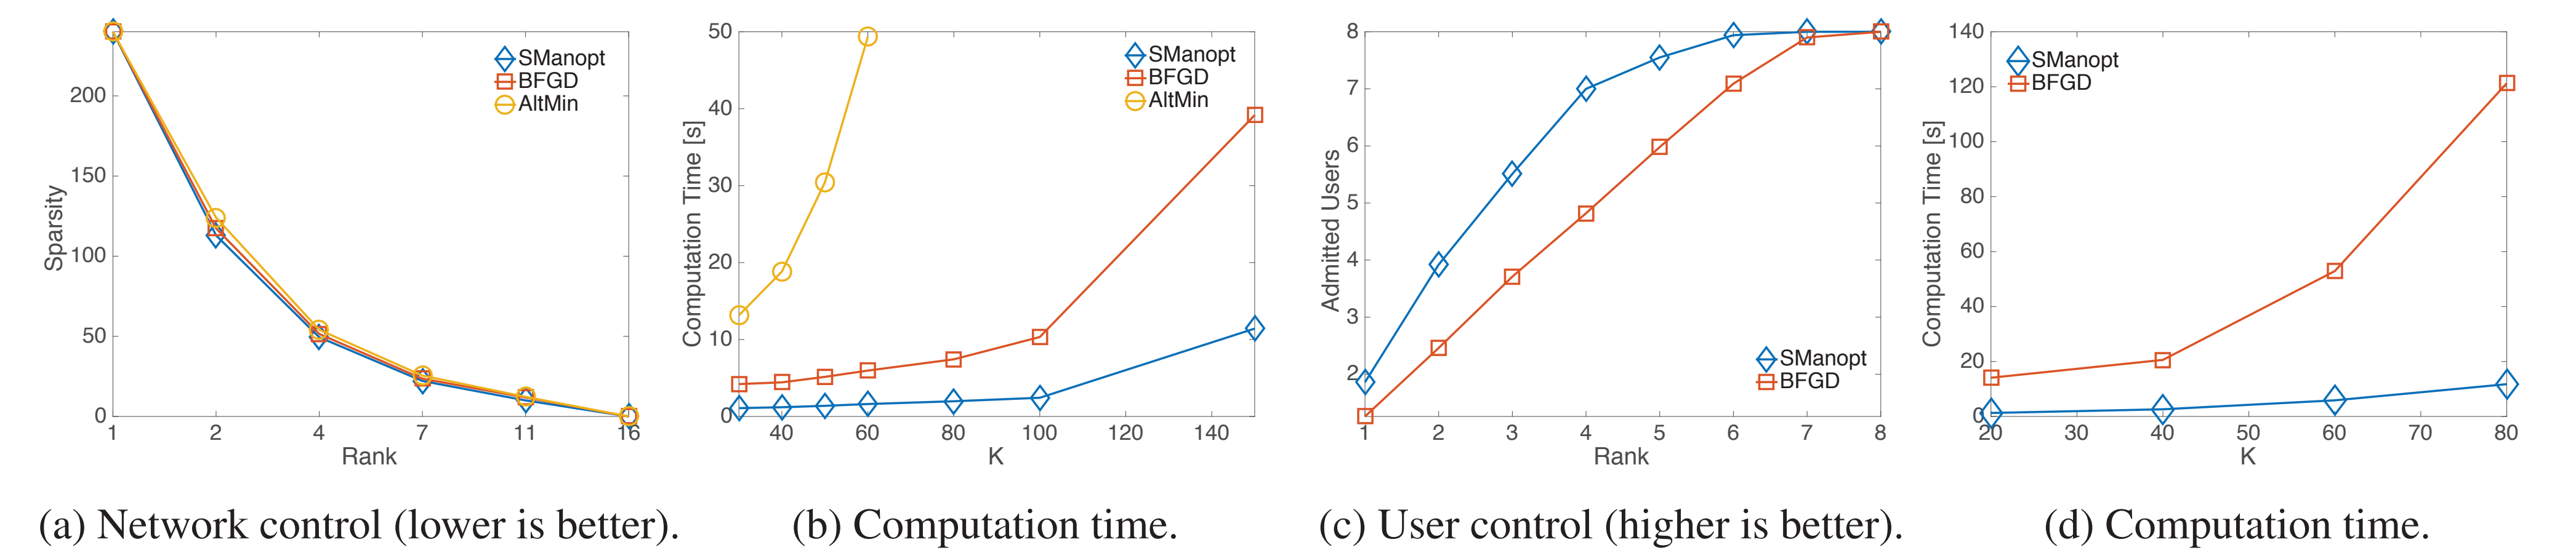 200
150
100
50
0
Sparsity
1 2 4 7 11 16
Rank
SManopt
BFGD
AltMin
(a) Network control (lower is better).
50
40
30
20
10
0
Computation Time [s]
40 60 80 100 120 140
K
SManopt
BFGD
AltMin
(b) Computation time.
8
7
6
5
4
3
2
Admitted Users
1 2 3 4 5 6 7 8
Rank
SManopt
BFGD
(c) User control (higher is better).
140
120
100
80
60
40
20
0
Computation Time [s]
20 30 40 50 60 70 80
K
SManopt
BFGD
(d) Computation time.